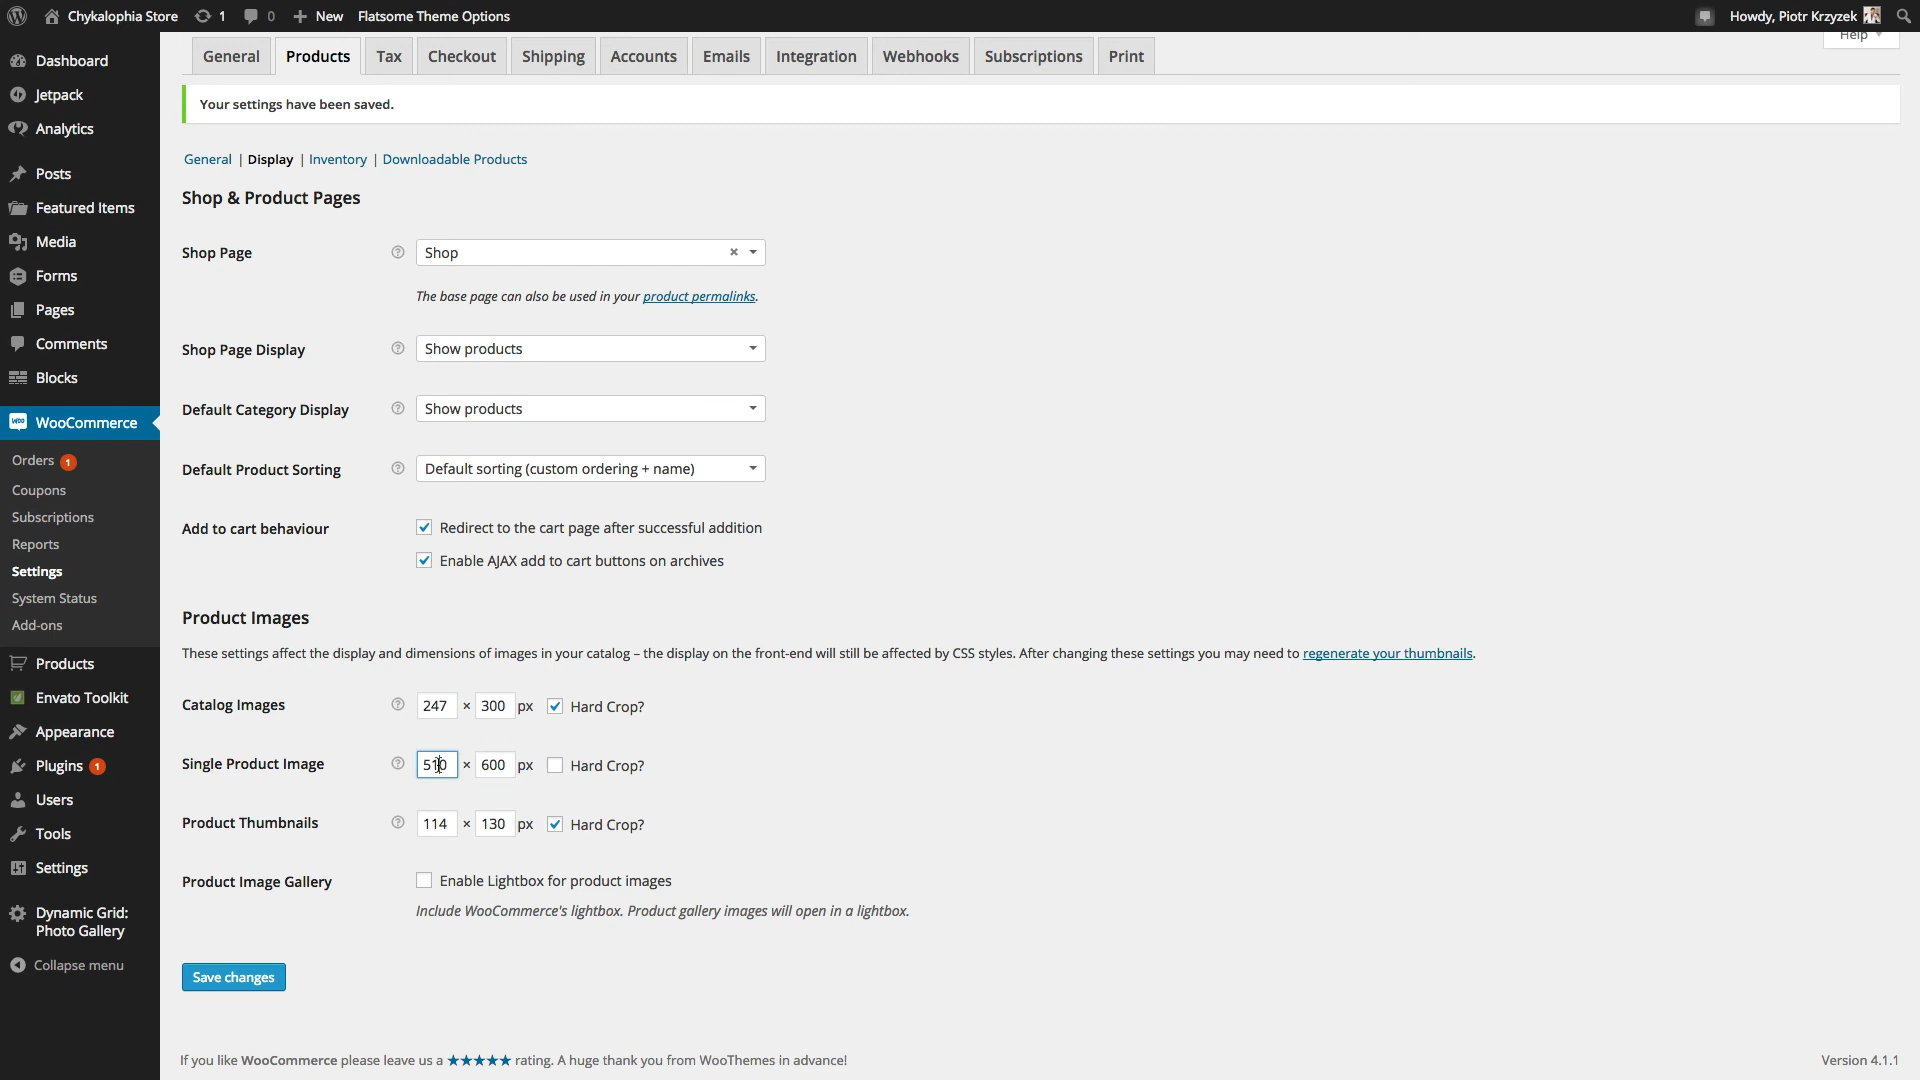 Chykalophia Store 1 0 New Flatsome Theme Options Howdy, Piotr Krzyzek
Help
Dashboard
Jetpack
Analytics
Posts
Featured Items
Media
Forms
Pages
Comments
Blocks
WooCommerce
Orders 1
Coupons
Subscriptions
Reports
Settings
System Status
Add-ons
Products
Envato Toolkit
Appearance
Plugins 1
Users
Tools
Settings
Dynamic Grid:
Photo Gallery
Collapse menu
General Products Tax Checkout Shipping Accounts Emails Integration Webhooks Subscriptions Print
Your settings have been saved.
General | Display | Inventory | Downloadable Products
Shop & Product Pages
Shop Page ? Shop × 
The base page can also be used in your product permalinks.
Shop Page Display ? Show products
Default Category Display ? Show products
Default Product Sorting ? Default sorting (custom ordering + name)
Add to cart behaviour Redirect to the cart page after successful addition
Enable AJAX add to cart buttons on archives
Product Images
These settings affect the display and dimensions of images in your catalog – the display on the front-end will still be affected by CSS styles. After changing these settings you may need to regenerate your thumbnails.
Catalog Images ? 247 × 300 px Hard Crop?
Single Product Image ? 510 × 600 px Hard Crop?
Product Thumbnails ? 114 × 130 px Hard Crop?
Product Image Gallery Enable Lightbox for product images
Include WooCommerce's lightbox. Product gallery images will open in a lightbox.
Save changes
If you like WooCommerce please leave us a ★★★★★ rating. A huge thank you from WooThemes in advance! Version 4.1.1